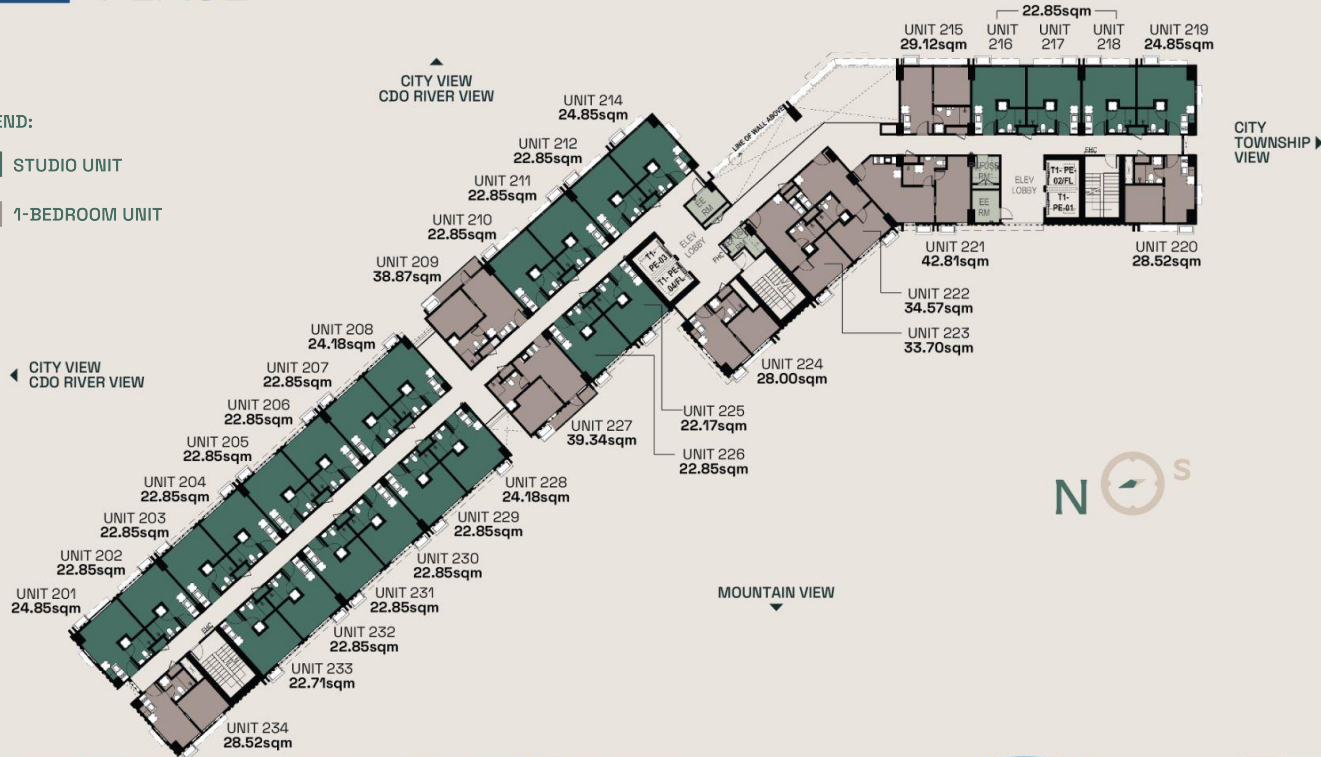 22.85sqm
UNIT 215
29.12sqm
UNIT
216
UNIT
217
UNIT
218
UNIT 219
24.85sqm
CITY VIEW
CDO RIVER VIEW
UNIT 214
24.85sqm
UNIT 212
22.85sqm
UNIT 211
22.85sqm
UNIT 210
22.85sqm
UNIT 209
38.87sqm
LINE OF WALL ABOVE
CITY
TOWNSHIP
VIEW
END:
STUDIO UNIT
1-BEDROOM UNIT
FHC
EE
RM
ELEV
LOBBY
T1-
PE-03
T1- PE-
04/FL
FHC
RM
EE
RM
ELEV
LOBBY
T1- PE-
02/FL
T1-
PE-01
UNIT 221
42.81sqm
UNIT 220
28.52sqm
UNIT 222
34.57sqm
UNIT 223
33.70sqm
UNIT 224
28.00sqm
UNIT 208
24.18sqm
UNIT 207
22.85sqm
UNIT 206
22.85sqm
UNIT 205
22.85sqm
UNIT 204
22.85sqm
UNIT 203
22.85sqm
UNIT 202
22.85sqm
UNIT 201
24.85sqm
CITY VIEW
CDO RIVER VIEW
UNIT 225
22.17sqm
UNIT 226
22.85sqm
UNIT 227
39.34sqm
UNIT 228
24.18sqm
UNIT 229
22.85sqm
UNIT 230
22.85sqm
UNIT 231
22.85sqm
UNIT 232
22.85sqm
UNIT 233
22.71sqm
FHC
UNIT 234
28.52sqm
N
S
MOUNTAIN VIEW